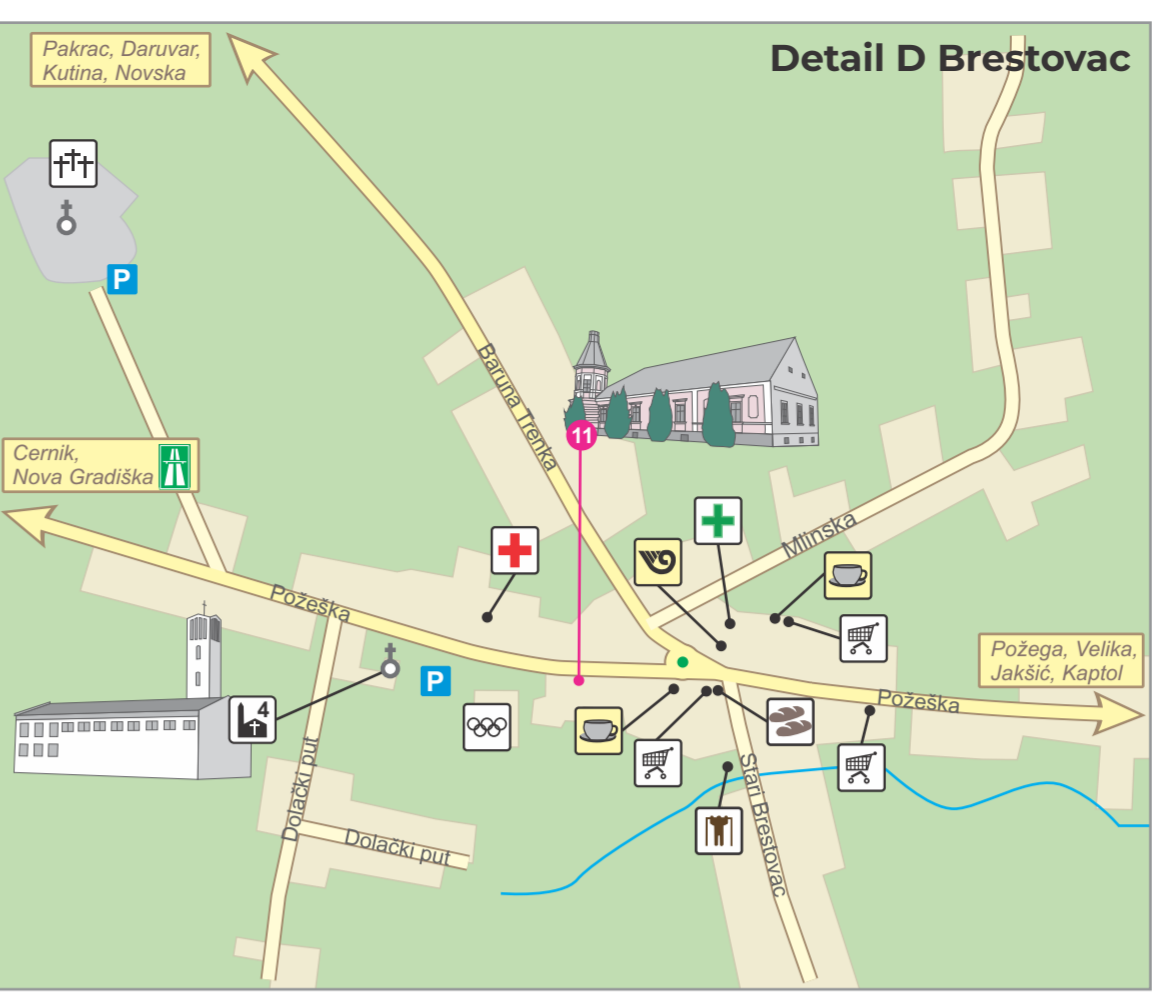 Detail D Brestovac
Pakrac, Daruvar,
Kutina, Novska
P
Baruna Trenka
11
Cernik,
Nova Gradiška
Mlinska
Požeška
Požega, Velika,
Jakšić, Kaptol
P
Požeška
4
Dolački put
Stari Brestovac
Dolački put